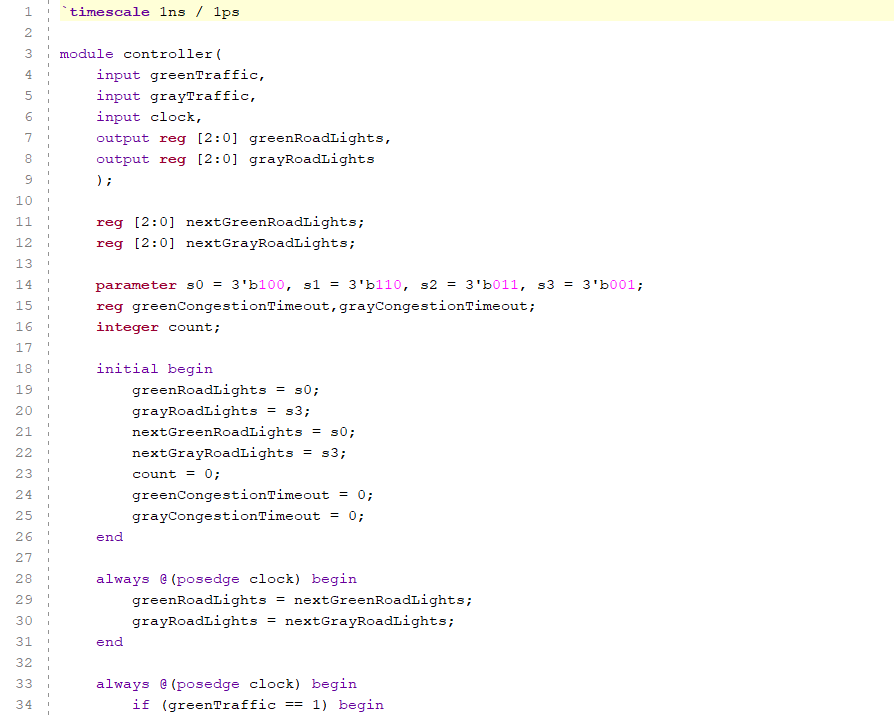 1 `timescale 1ns / 1ps
2
3 module controller(
4 input greenTraffic,
5 input grayTraffic,
6 input clock,
7 output reg [2:0] greenRoadLights,
8 output reg [2:0] grayRoadLights
9 );
10
11 reg [2:0] nextGreenRoadLights;
12 reg [2:0] nextGrayRoadLights;
13
14 parameter s0 = 3'b100, s1 = 3'b110, s2 = 3'b011, s3 = 3'b001;
15 reg greenCongestionTimeout,grayCongestionTimeout;
16 integer count;
17
18 initial begin
19 greenRoadLights = s0;
20 grayRoadLights = s3;
21 nextGreenRoadLights = s0;
22 nextGrayRoadLights = s3;
23 count = 0;
24 greenCongestionTimeout = 0;
25 grayCongestionTimeout = 0;
26 end
27
28 always @(posedge clock) begin
29 greenRoadLights = nextGreenRoadLights;
30 grayRoadLights = nextGrayRoadLights;
31 end
32
33 always @(posedge clock) begin
34 if (greenTraffic == 1) begin